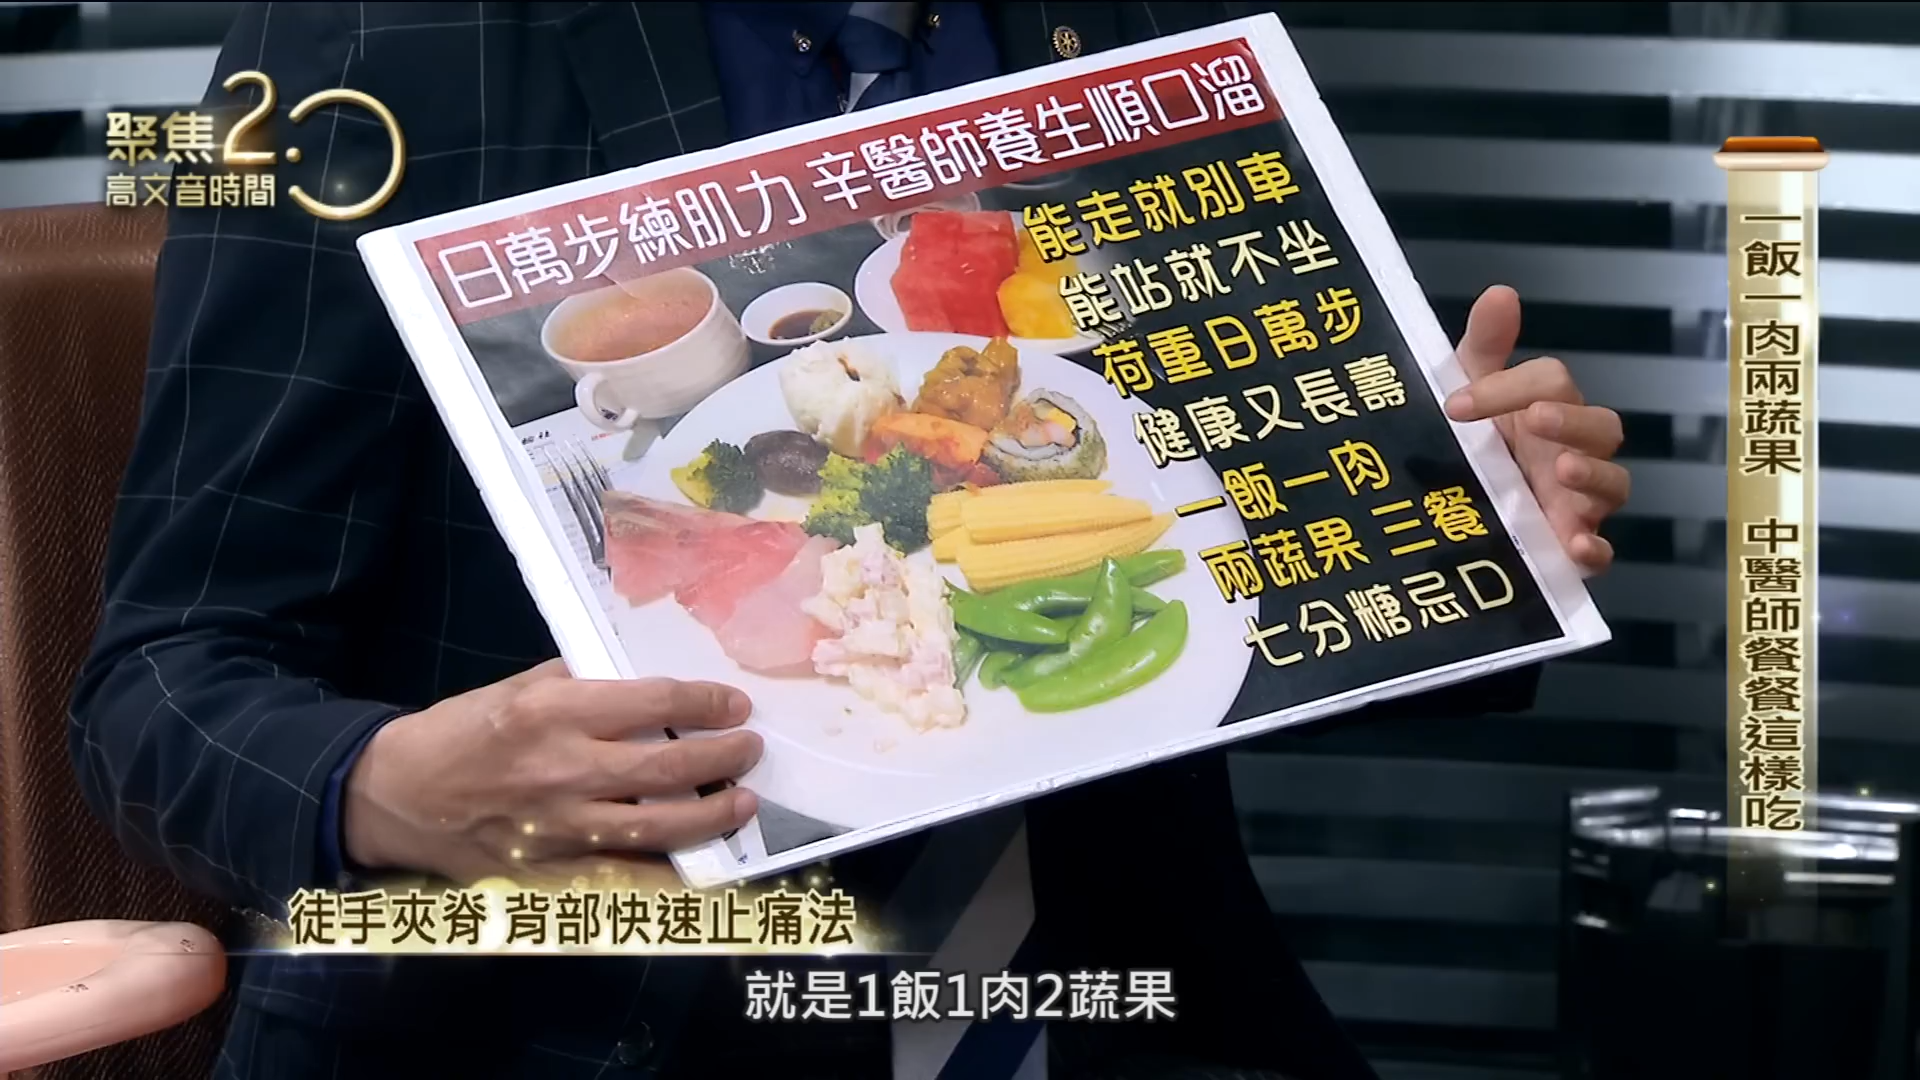 聚焦2.0
高文音時間
日萬步練肌力 辛醫師養生順口溜
能走就別車
能站就不坐
荷重日萬步
健康又長壽
一飯一肉
兩蔬果 三餐
七分糖忌口
一飯一肉兩蔬果 中醫師餐餐這樣吃
徒手夾脊 背部快速止痛法
就是1飯1肉2蔬果